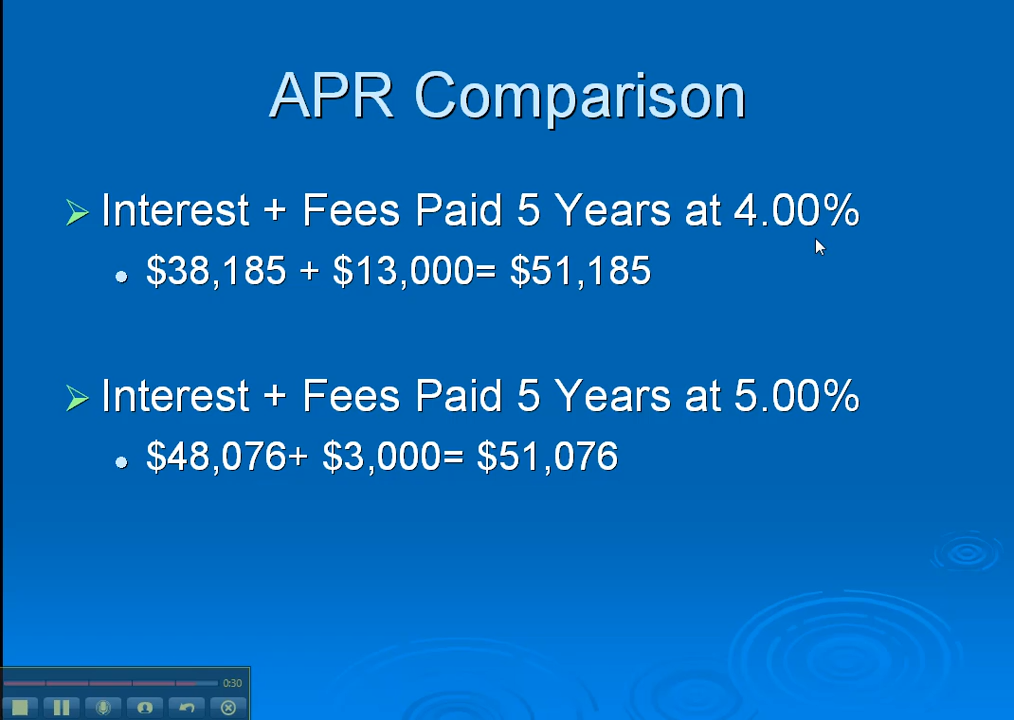 APR Comparison
Interest + Fees Paid 5 Years at 4.00%
$38,185 + $13,000= $51,185
Interest + Fees Paid 5 Years at 5.00%
$48,076+ $3,000= $51,076
0:30